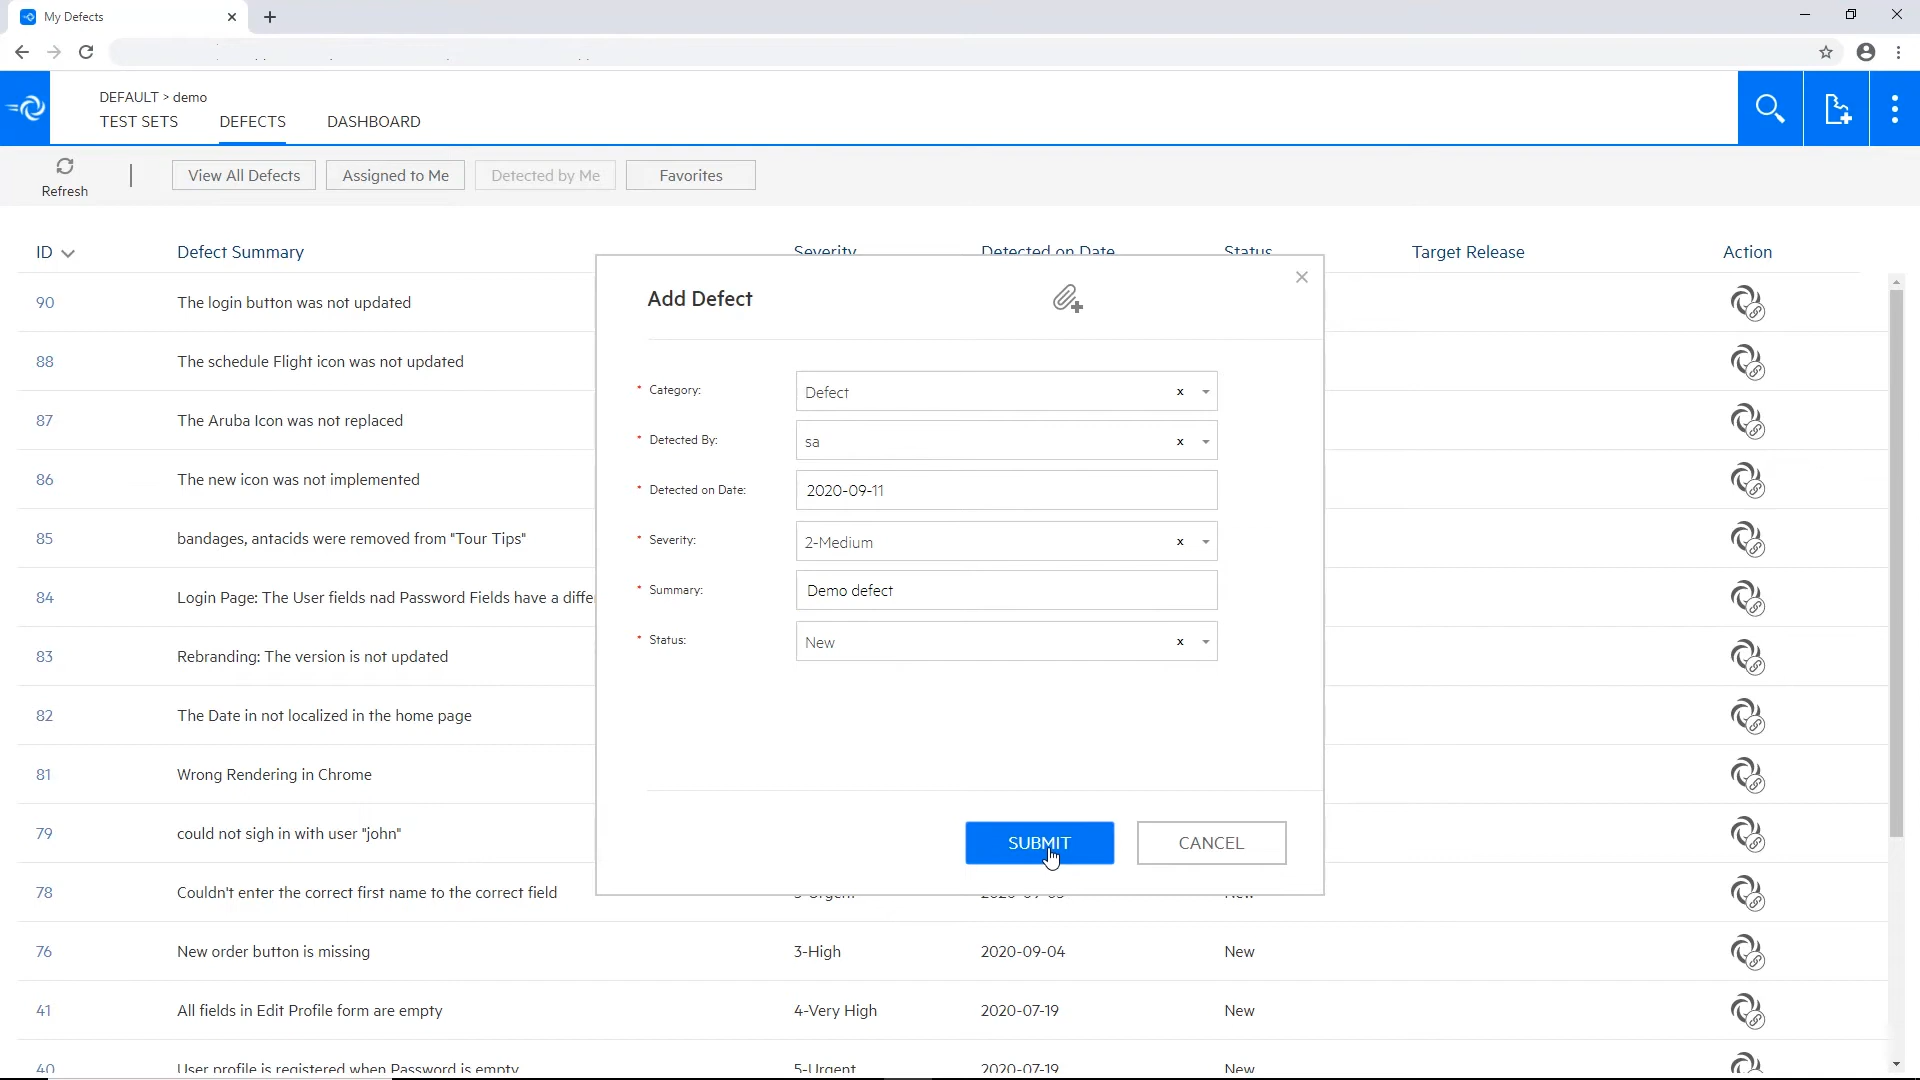 My Defects
DEFAULT > demo
TEST SETS DEFECTS DASHBOARD
Refresh
View All Defects Assigned to Me Detected by Me Favorites
ID Defect Summary Severity Detected on Date Status Target Release Action
90 The login button was not updated
88 The schedule Flight icon was not updated
87 The Aruba Icon was not replaced
86 The new icon was not implemented
85 bandages, antacids were removed from "Tour Tips"
84 Login Page: The User fields nad Password Fields have a diffe
83 Rebranding: The version is not updated
82 The Date in not localized in the home page
81 Wrong Rendering in Chrome
79 could not sigh in with user "john"
78 Couldn't enter the correct first name to the correct field
76 New order button is missing 3-High 2020-09-04 New
41 All fields in Edit Profile form are empty 4-Very High 2020-07-19 New
40 User profile is registered when Password is empty 5-Urgent 2020-07-19 New
Add Defect
* Category: Defect x
* Detected By: sa x
* Detected on Date: 2020-09-11
* Severity: 2-Medium x
* Summary: Demo defect
* Status: New x
SUBMIT CANCEL